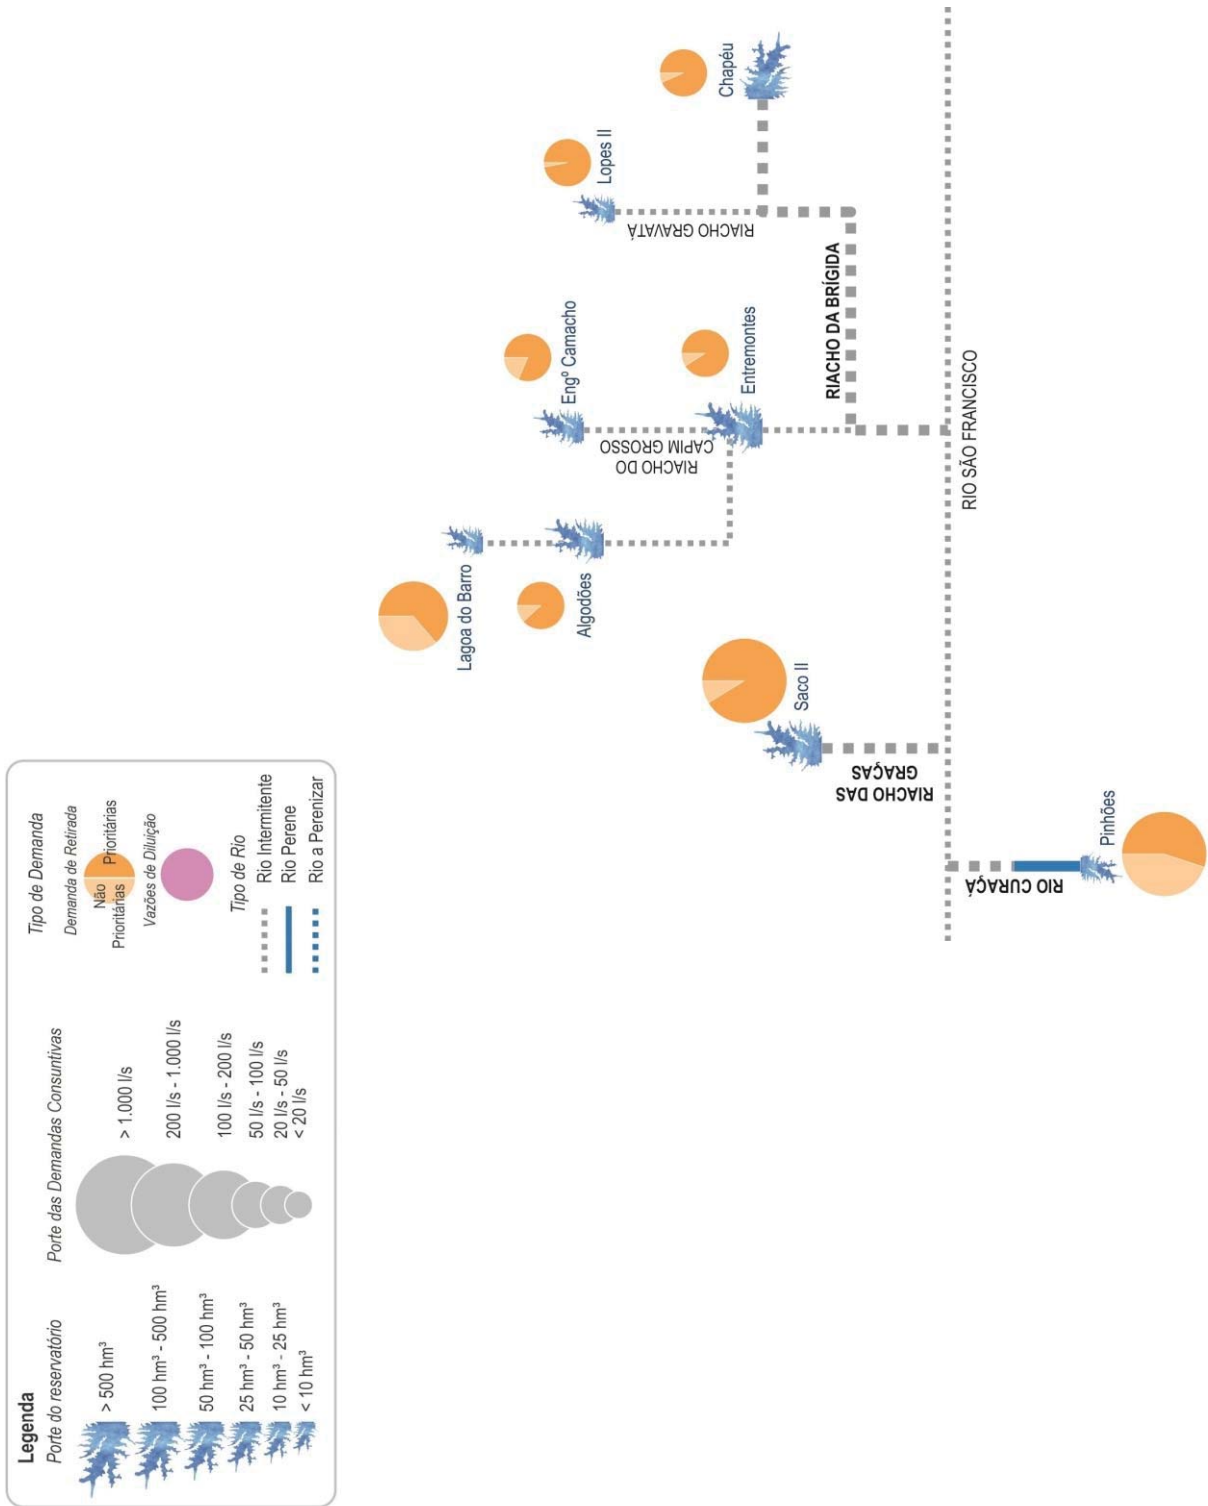 Legenda
Porte do reservatório
> 500 hm³
100 hm³ - 500 hm³
50 hm³ - 100 hm³
25 hm³ - 50 hm³
10 hm³ - 25 hm³
< 10 hm³
Porte das Demandas Consuntivas
> 1.000 l/s
200 l/s - 1.000 l/s
100 l/s - 200 l/s
50 l/s - 100 l/s
20 l/s - 50 l/s
< 20 l/s
Tipo de Demanda
Demanda de Retirada
Não
Prioritárias
Prioritárias
Vazões de Diluição
Tipo de Rio
Rio Intermitente
Rio Perene
Rio a Perenizar
Lagoa do Barro
Algodões
Engº Camacho
RIACHO DO
CAPIM GROSSO
Entremontes
Lopes II
RIACHO GRAVATÁ
Chapéu
RIACHO DA BRÍGIDA
Saco II
RIACHO DAS
GRAÇAS
RIO SÃO FRANCISCO
RIO CURAÇÁ
Pinhões